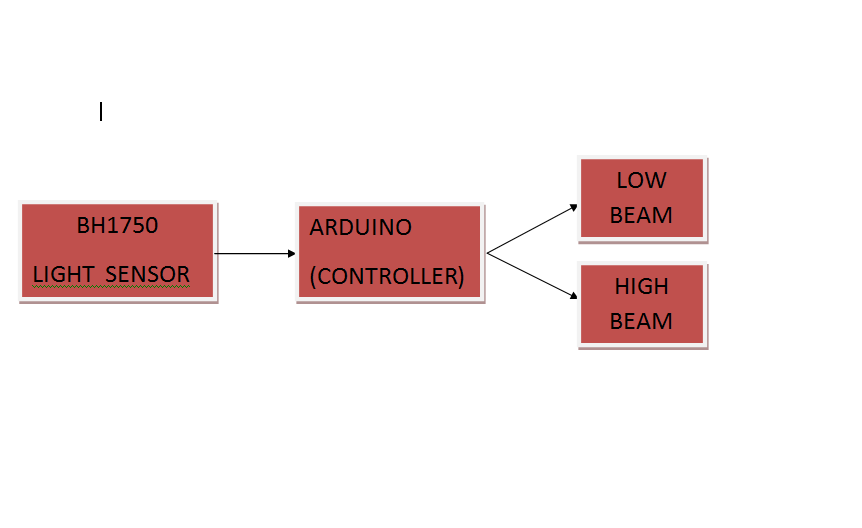 BH1750
LIGHT SENSOR
ARDUINO
(CONTROLLER)
LOW
BEAM
HIGH
BEAM